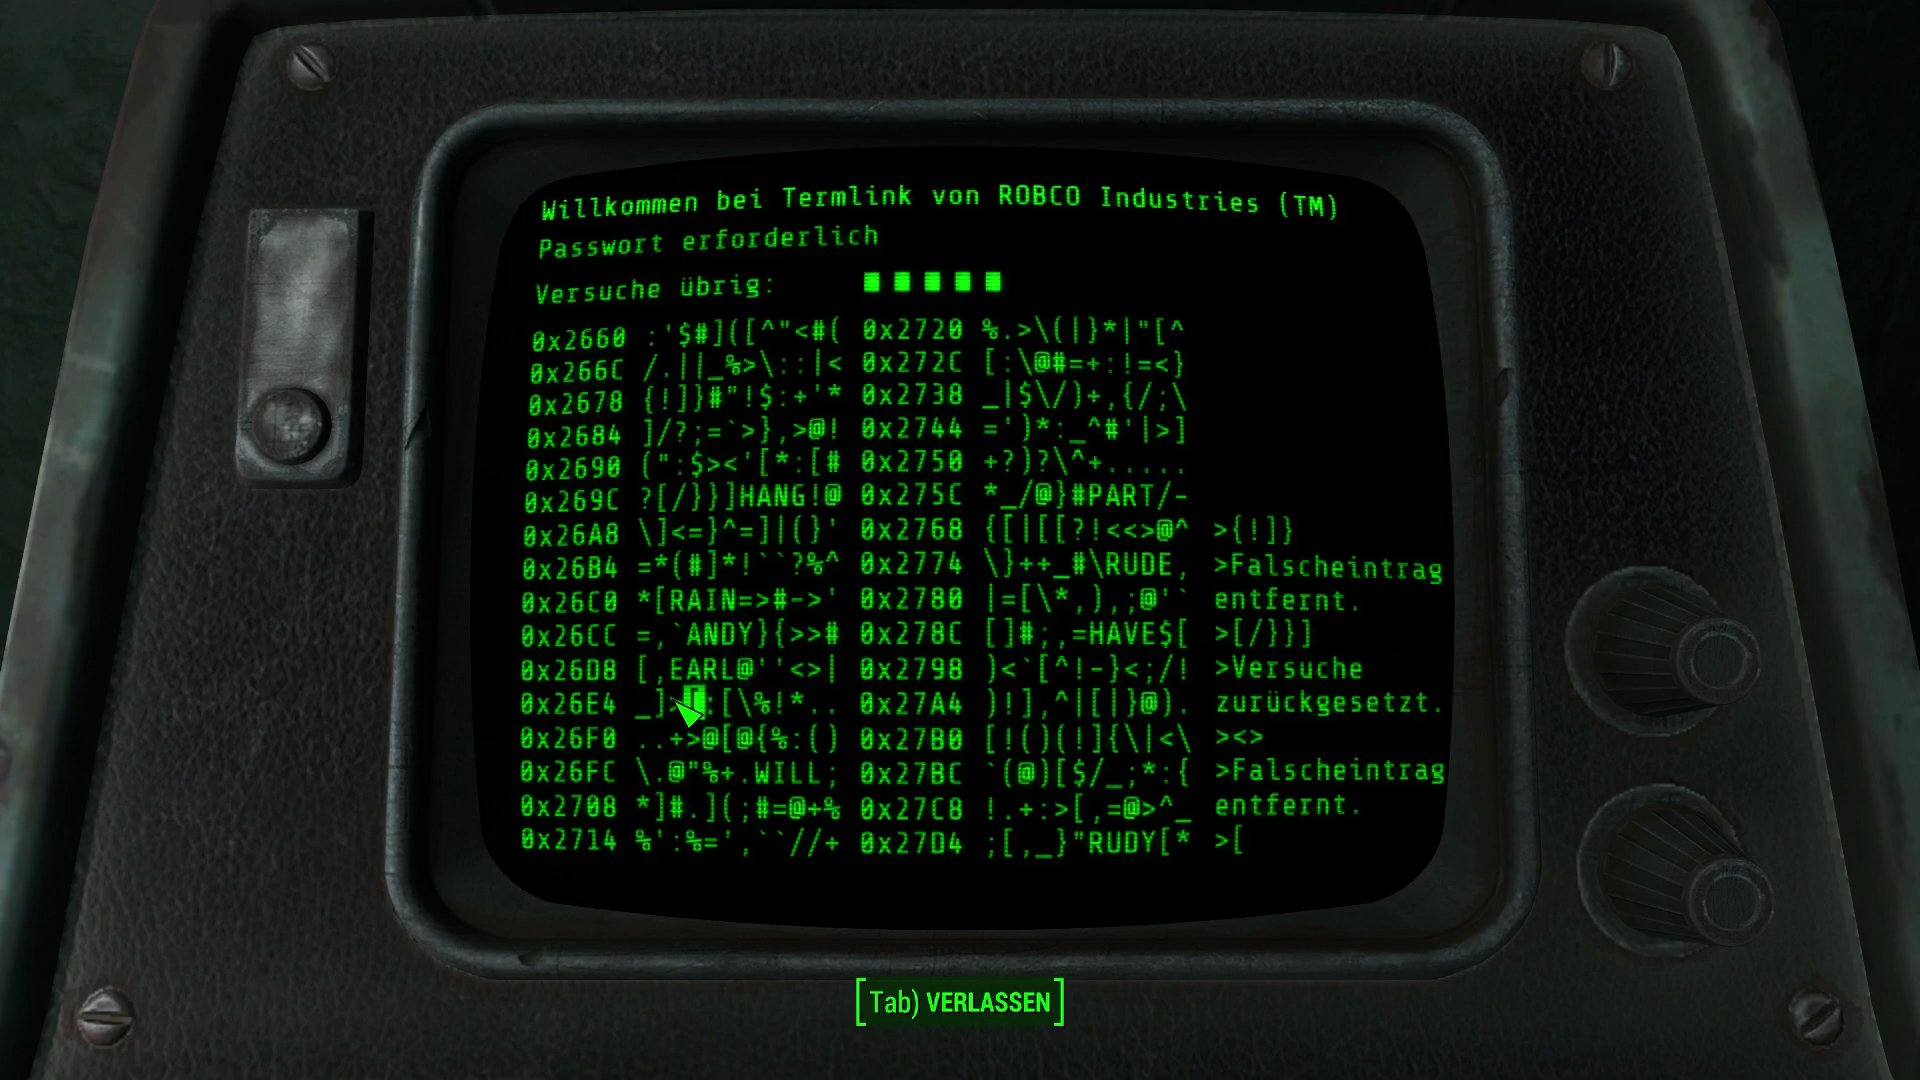 Willkommen bei Termlink von ROBCO Industries (TM)
Passwort erforderlich
Versuche übrig:
0x2660 :'$#]([^"<#( 0x2720 %.>\(|}*|"[^
0x266C /.||_%>\::|< 0x272C [:\@#=+:!=<}
0x2678 {!]}#"!$:+'* 0x2738 _|$\/)+,{/;\
0x2684 ]/?;=`>},>@! 0x2744 =')*:_^#'|>]
0x2690 (":$><'[*:[# 0x2750 +?)?\^+.....
0x269C ?[/}}]HANG!@ 0x275C *_/@}#PART/-
0x26A8 \]<=}^=]|(}' 0x2768 {[|[[?!<<>@^ >{!]}
0x26B4 =*(#]*!``?%^ 0x2774 \}++_#\RUDE, >Falscheintrag
0x26C0 *[RAIN=>#->' 0x2780 |=[\*,),;@'` entfernt.
0x26CC =,`ANDY}{>># 0x278C []#;,=HAVE$[ >[/}}]
0x26D8 [,EARL@''<>| 0x2798 )<`[^!-}<;/! >Versuche
0x26E4 _]>[:[\%!*.. 0x27A4 )!],^|[|}@). zurückgesetzt.
0x26F0 ..+>@[@{%:() 0x27B0 [!()(!]{\|<\ ><>
0x26FC \.@"%+.WILL; 0x27BC `(@)[$/_;*:{ >Falscheintrag
0x2708 *]#.](;#=@+% 0x27C8 !.+:>[,=@>^_ entfernt.
0x2714 %':%=',``//+ 0x27D4 ;[,_}"RUDY[* >[
[Tab) VERLASSEN]